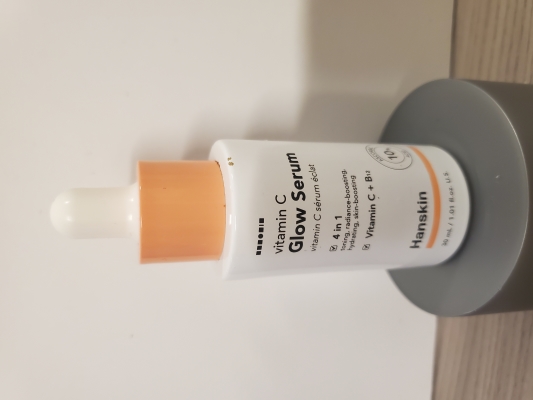 vitamin C
Glow Serum
vitamin C sérum éclat
4 in 1
toning, radiance-boosting,
hydrating, skin-boosting
Vitamin C + B12
10%
Hanskin
30 mL / 1.01 fl.oz. U.S.